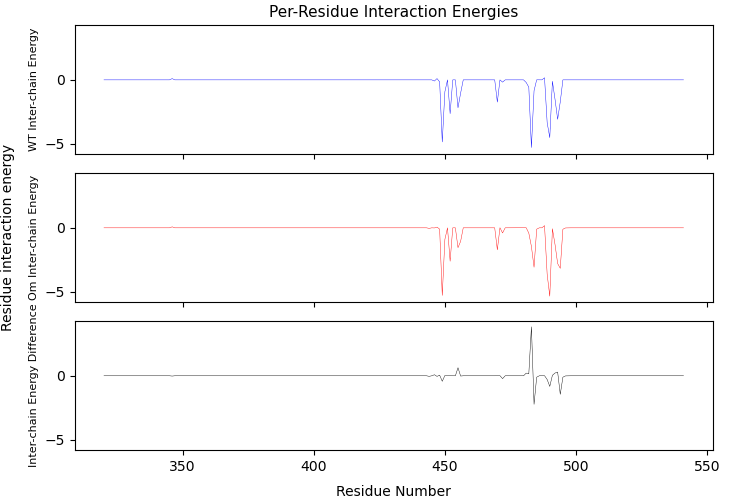 Per-Residue Interaction Energies
Residue interaction energy
WT Inter-chain Energy
0
−5
Om Inter-chain Energy
0
−5
Inter-chain Energy Difference
0
−5
350
400
450
500
550
Residue Number